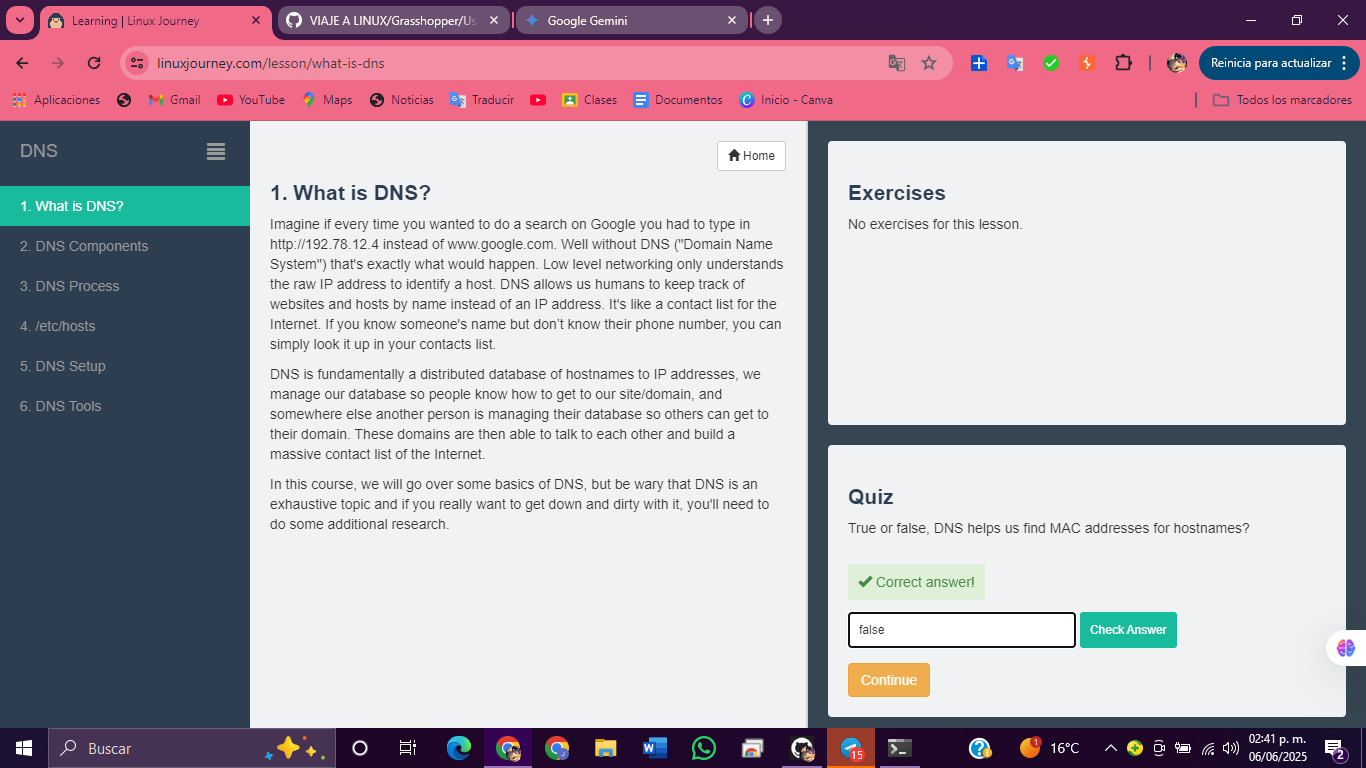 Learning | Linux Journey
VIAJE A LINUX/Grasshopper/Us
Google Gemini
linuxjourney.com/lesson/what-is-dns
Reinicia para actualizar
Aplicaciones
Gmail
YouTube
Maps
Noticias
Traducir
Clases
Documentos
Inicio - Canva
Todos los marcadores
DNS
1. What is DNS?
2. DNS Components
3. DNS Process
4. /etc/hosts
5. DNS Setup
6. DNS Tools
Home
1. What is DNS?
Imagine if every time you wanted to do a search on Google you had to type in
http://192.78.12.4 instead of www.google.com. Well without DNS ("Domain Name
System") that's exactly what would happen. Low level networking only understands
the raw IP address to identify a host. DNS allows us humans to keep track of
websites and hosts by name instead of an IP address. It's like a contact list for the
Internet. If you know someone's name but don’t know their phone number, you can
simply look it up in your contacts list.
DNS is fundamentally a distributed database of hostnames to IP addresses, we
manage our database so people know how to get to our site/domain, and
somewhere else another person is managing their database so others can get to
their domain. These domains are then able to talk to each other and build a
massive contact list of the Internet.
In this course, we will go over some basics of DNS, but be wary that DNS is an
exhaustive topic and if you really want to get down and dirty with it, you'll need to
do some additional research.
Exercises
No exercises for this lesson.
Quiz
True or false, DNS helps us find MAC addresses for hostnames?
Correct answer!
false
Check Answer
Continue
Buscar
15
1
16°C
02:41 p. m.
06/06/2025
2